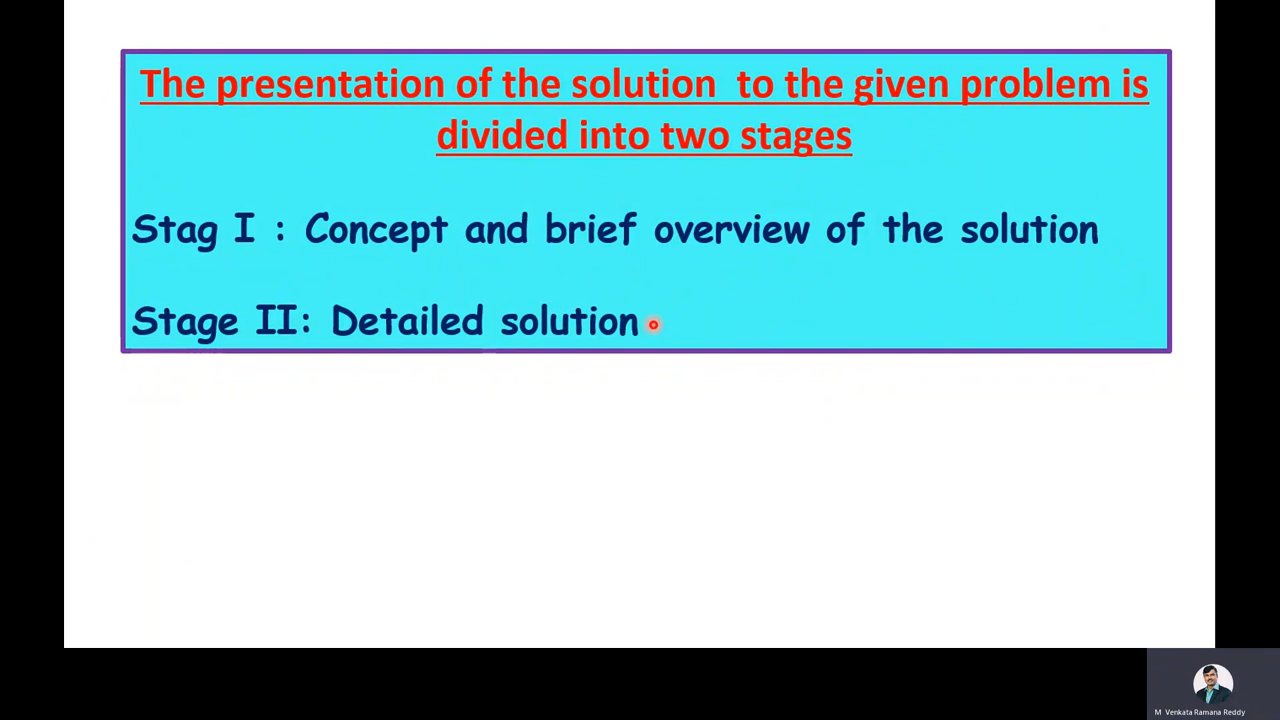 The presentation of the solution to the given problem is
divided into two stages
Stag I : Concept and brief overview of the solution
Stage II: Detailed solution
M Venkata Ramana Reddy